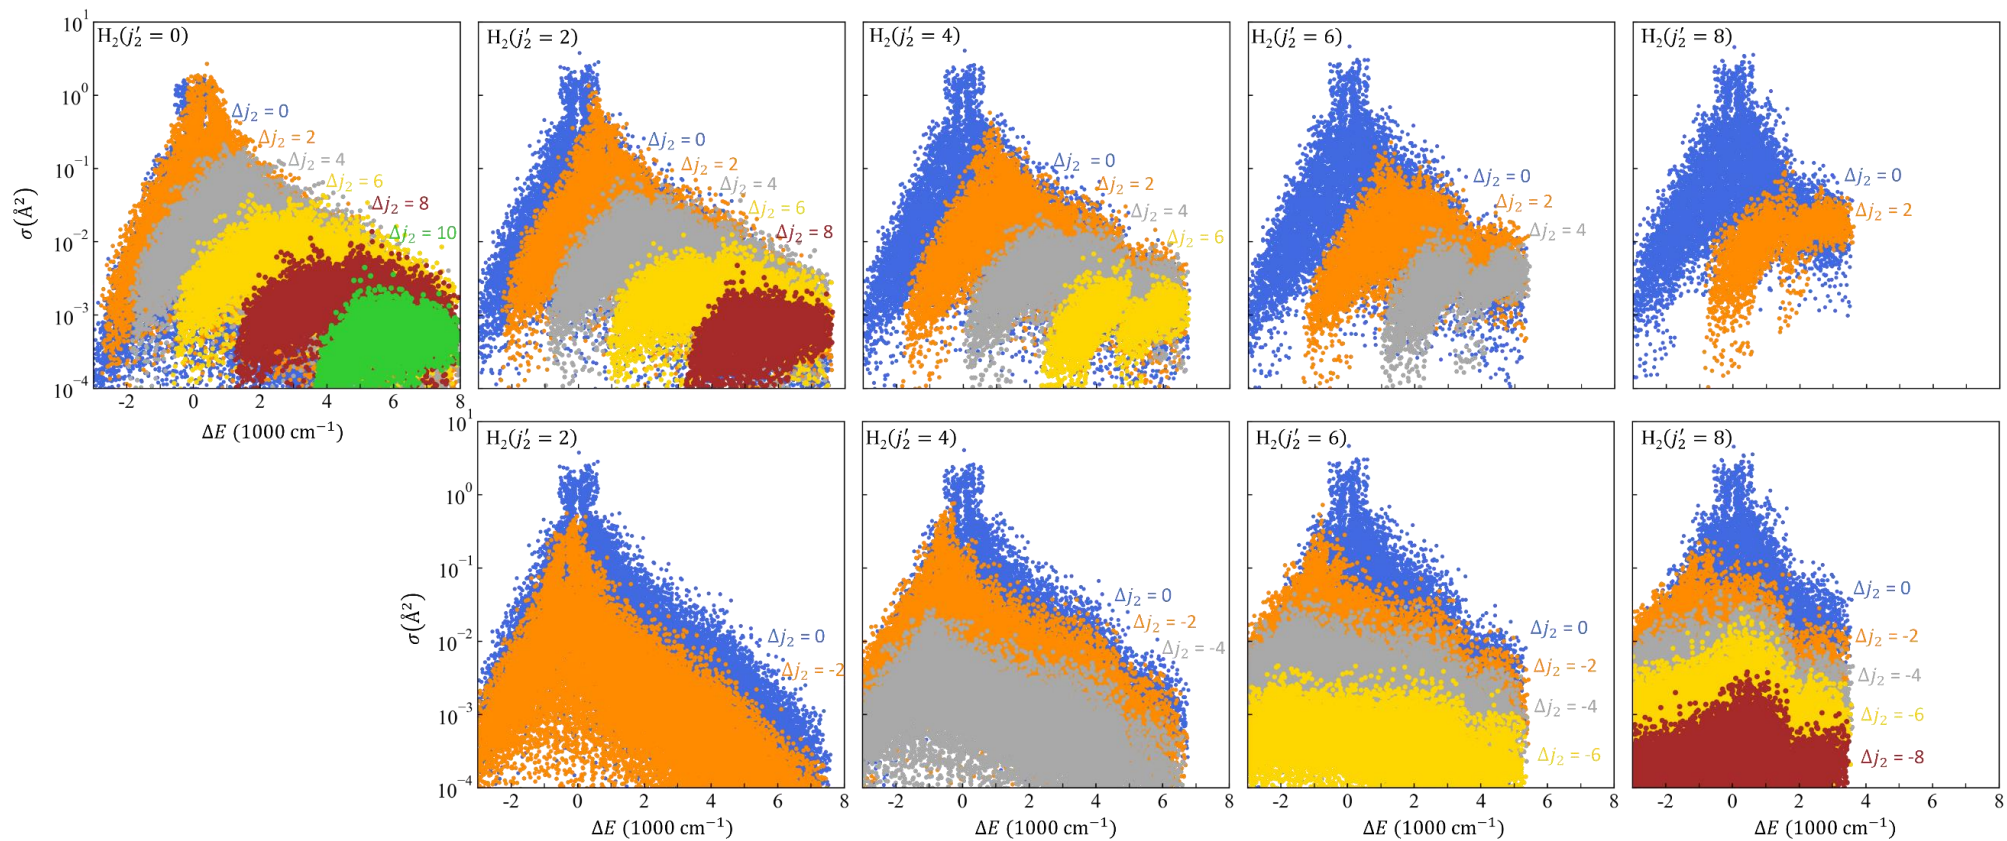 H₂(j₂′ = 0)
H₂(j₂′ = 2)
H₂(j₂′ = 4)
H₂(j₂′ = 6)
H₂(j₂′ = 8)
10¹
10⁰
10⁻¹
10⁻²
10⁻³
10⁻⁴
σ(Å²)
Δj₂ = 0
Δj₂ = 2
Δj₂ = 4
Δj₂ = 6
Δj₂ = 8
Δj₂ = 10
Δj₂ = 0
Δj₂ = 2
Δj₂ = 4
Δj₂ = 6
Δj₂ = 8
Δj₂ = 0
Δj₂ = 2
Δj₂ = 4
Δj₂ = 6
Δj₂ = 0
Δj₂ = 2
Δj₂ = 4
Δj₂ = 0
Δj₂ = 2
-2 0 2 4 6 8
ΔE (1000 cm⁻¹)
H₂(j₂′ = 2)
H₂(j₂′ = 4)
H₂(j₂′ = 6)
H₂(j₂′ = 8)
10¹
10⁰
10⁻¹
10⁻²
10⁻³
10⁻⁴
σ(Å²)
Δj₂ = 0
Δj₂ = -2
Δj₂ = 0
Δj₂ = -2
Δj₂ = -4
Δj₂ = 0
Δj₂ = -2
Δj₂ = -4
Δj₂ = -6
Δj₂ = 0
Δj₂ = -2
Δj₂ = -4
Δj₂ = -6
Δj₂ = -8
-2 0 2 4 6 8
-2 0 2 4 6 8
-2 0 2 4 6 8
-2 0 2 4 6 8
ΔE (1000 cm⁻¹)
ΔE (1000 cm⁻¹)
ΔE (1000 cm⁻¹)
ΔE (1000 cm⁻¹)